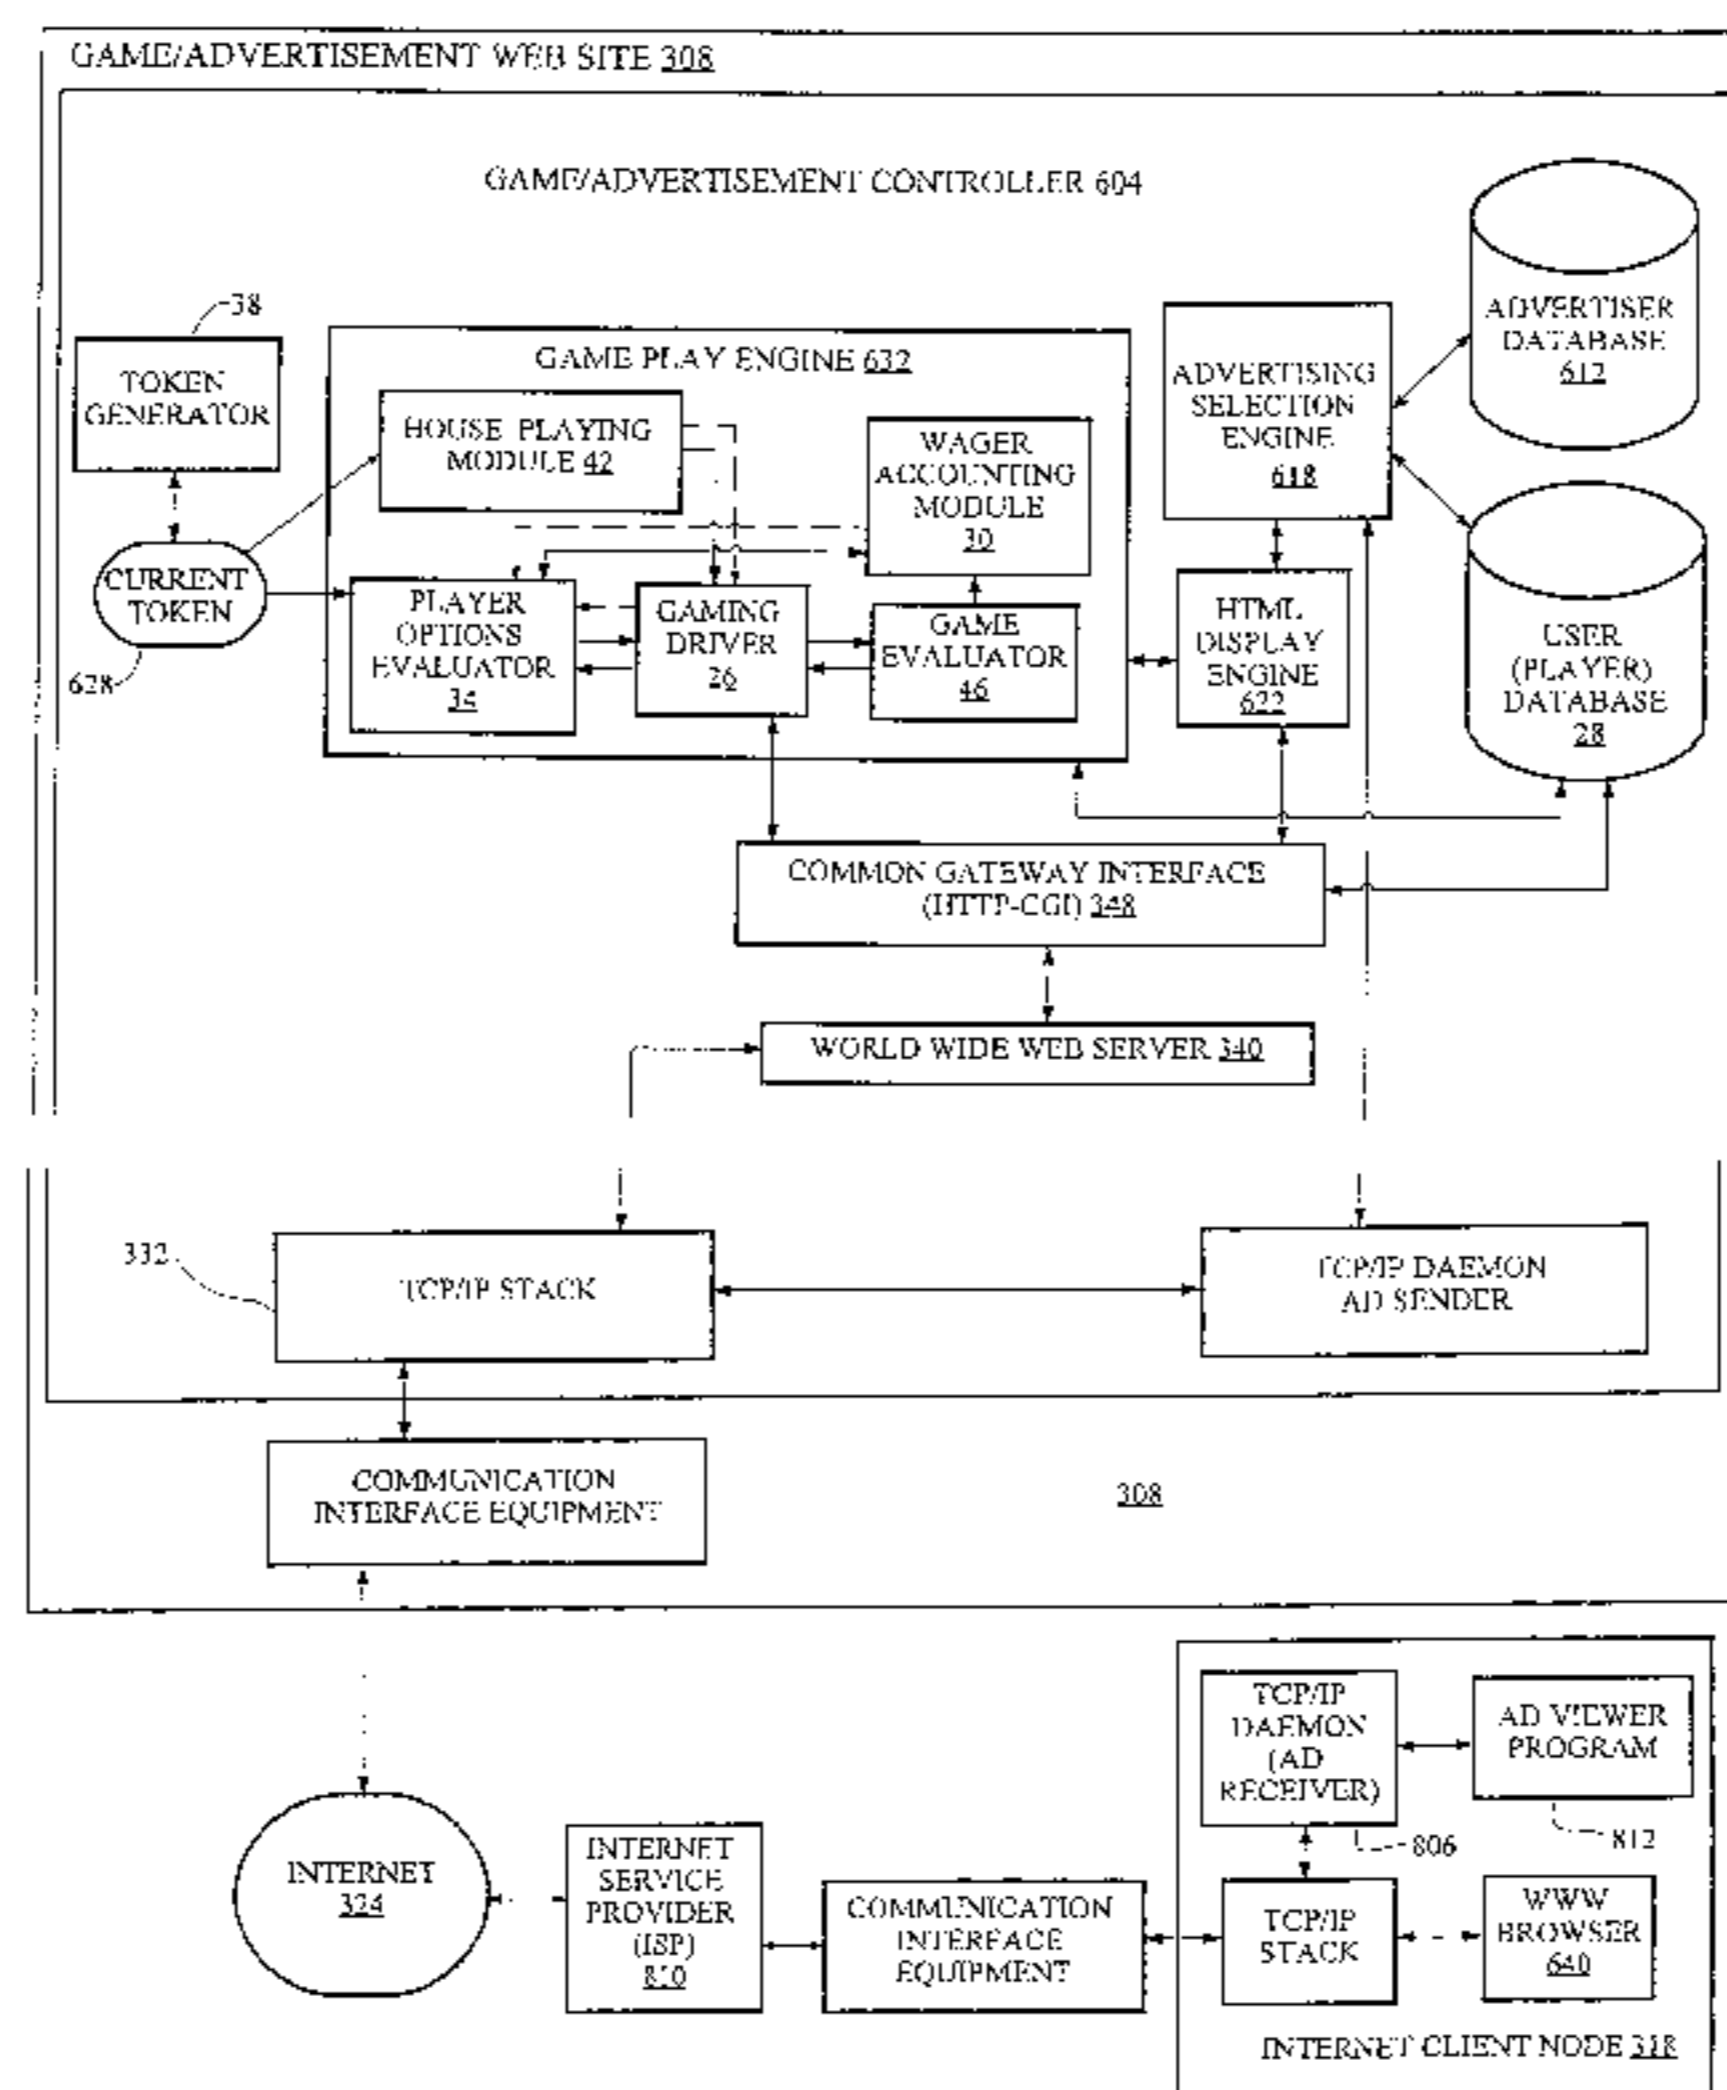 GAME/ADVERTISEMENT WEB SITE 308
GAME/ADVERTISEMENT CONTROLLER 604
38
TOKEN
GENERATOR
CURRENT
TOKEN
628
GAME PLAY ENGINE 632
HOUSE PLAYING
MODULE 42
WAGER
ACCOUNTING
MODULE
30
PLAYER
OPTIONS
EVALUATOR
34
GAMING
DRIVER
26
GAME
EVALUATOR
46
ADVERTISING
SELECTION
ENGINE
618
HTML
DISPLAY
ENGINE
622
ADVERTISER
DATABASE
612
USER
(PLAYER)
DATABASE
28
COMMON GATEWAY INTERFACE
(HTTP-CGI) 348
WORLD WIDE WEB SERVER 340
332
TCP/IP STACK
TCP/IP DAEMON
AD SENDER
COMMUNICATION
INTERFACE EQUIPMENT
308
INTERNET
324
INTERNET
SERVICE
PROVIDER
(ISP)
810
COMMUNICATION
INTERFACE
EQUIPMENT
TCP/IP
DAEMON
(AD
RECEIVER)
806
AD VIEWER
PROGRAM
812
TCP/IP
STACK
WWW
BROWSER
640
INTERNET CLIENT NODE 318